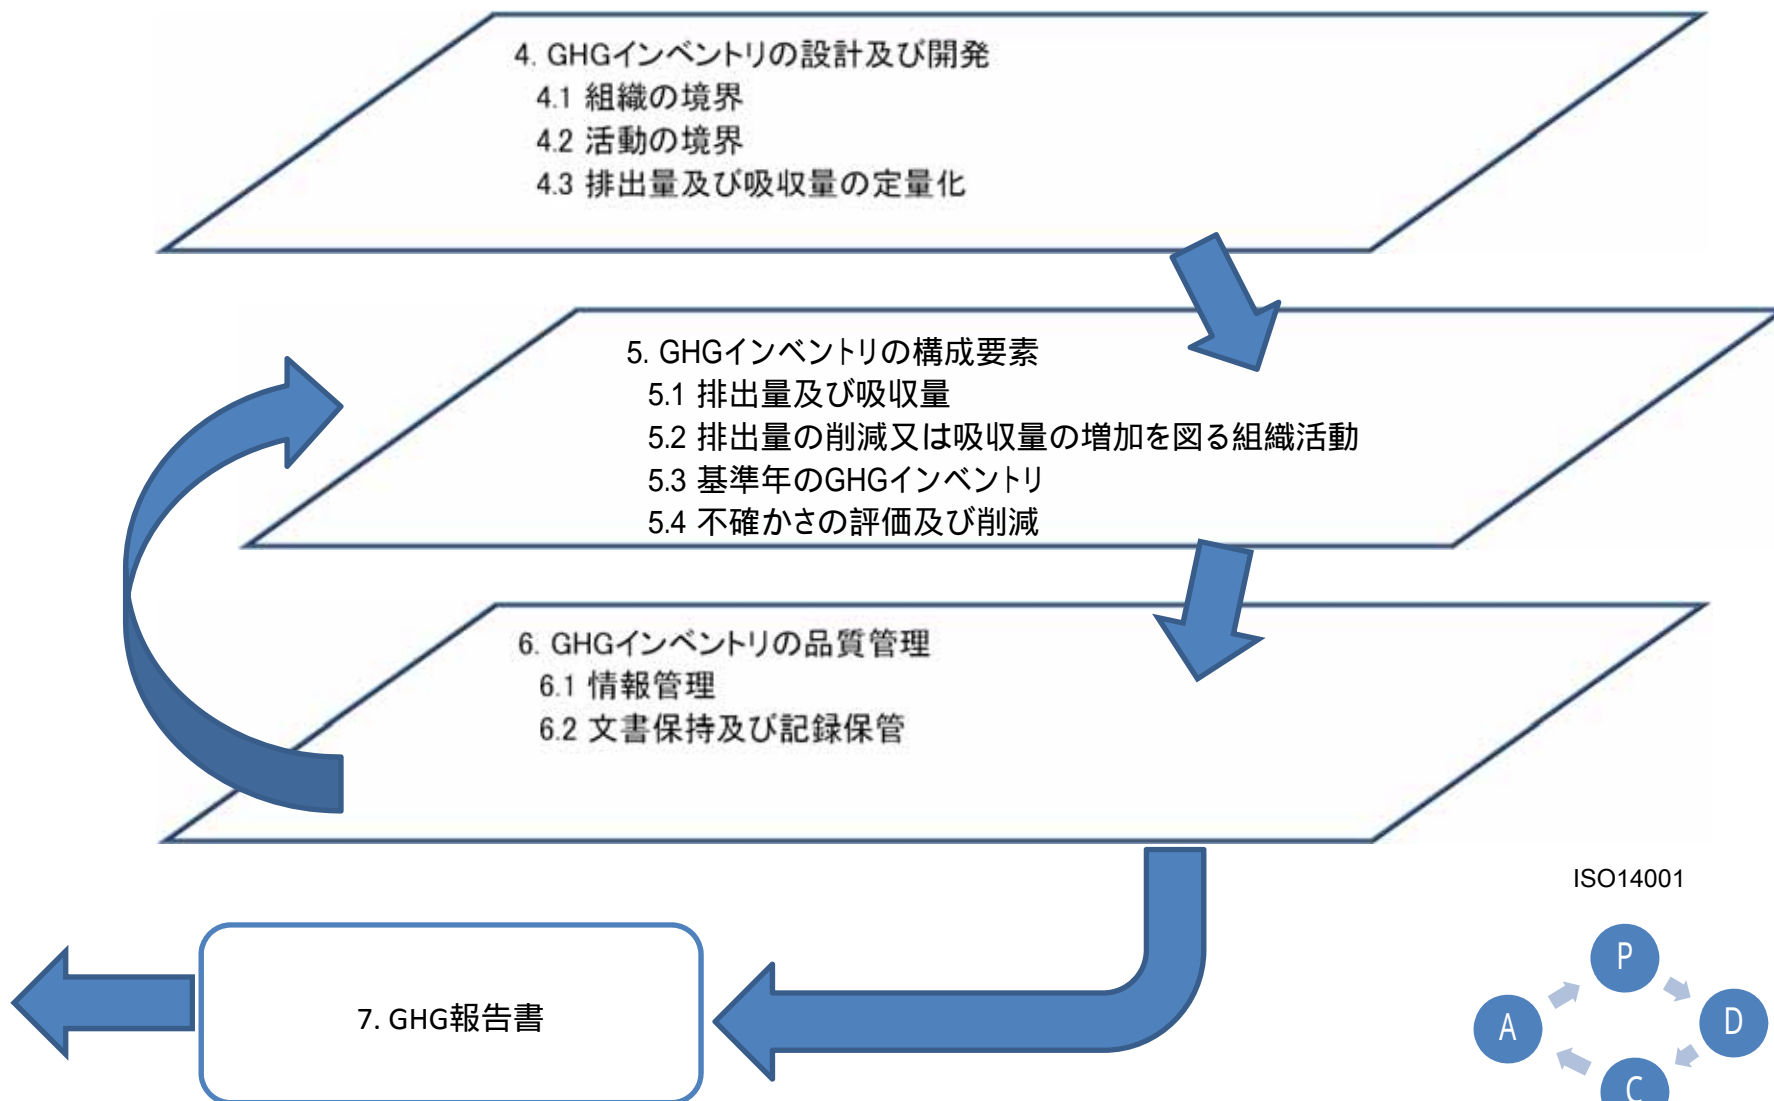 4. GHGインベントリの設計及び開発
4.1 組織の境界
4.2 活動の境界
4.3 排出量及び吸収量の定量化
5. GHGインベントリの構成要素
5.1 排出量及び吸収量
5.2 排出量の削減又は吸収量の増加を図る組織活動
5.3 基準年のGHGインベントリ
5.4 不確かさの評価及び削減
6. GHGインベントリの品質管理
6.1 情報管理
6.2 文書保持及び記録保管
7. GHG報告書
ISO14001
P
D
C
A